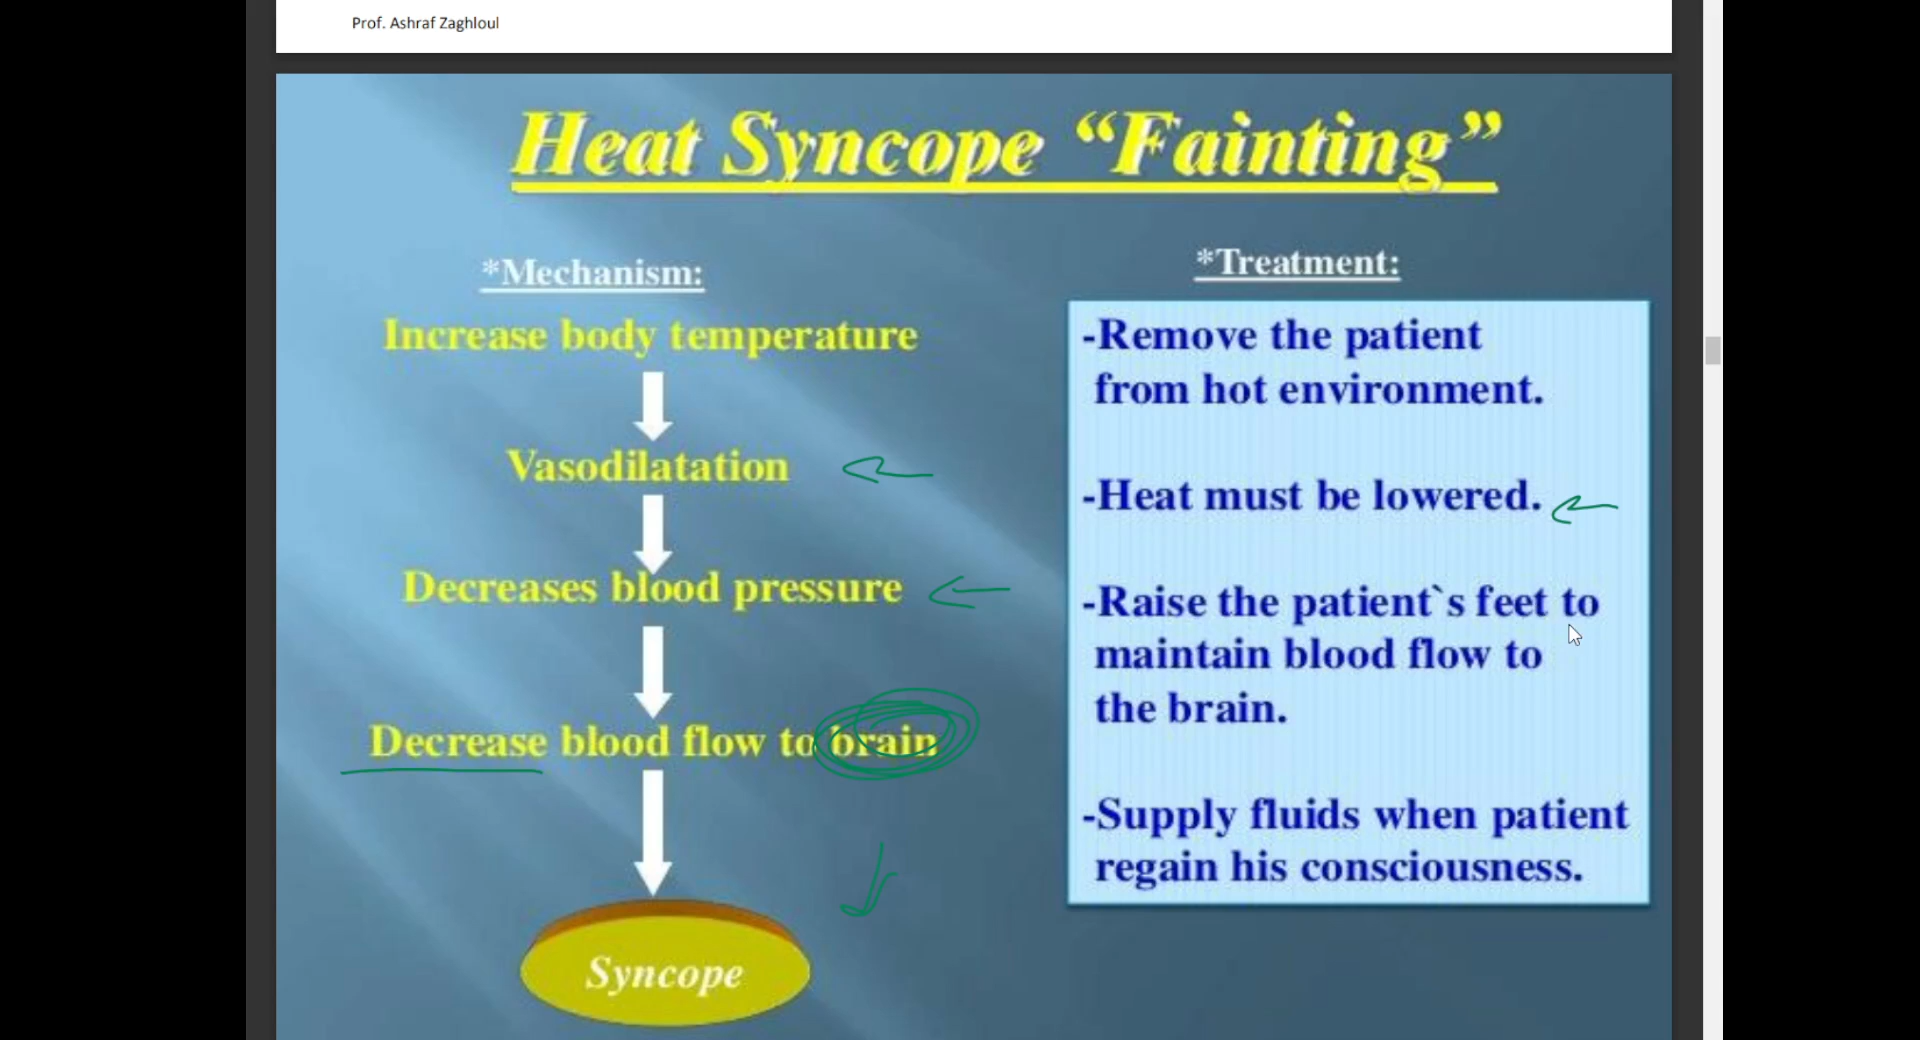 Prof. Ashraf Zaghloul
Heat Syncope “Fainting”
*Mechanism:
Increase body temperature
Vasodilatation
Decreases blood pressure
Decrease blood flow to brain
Syncope
*Treatment:
-Remove the patient
from hot environment.
-Heat must be lowered.
-Raise the patient`s feet to
maintain blood flow to
the brain.
-Supply fluids when patient
regain his consciousness.